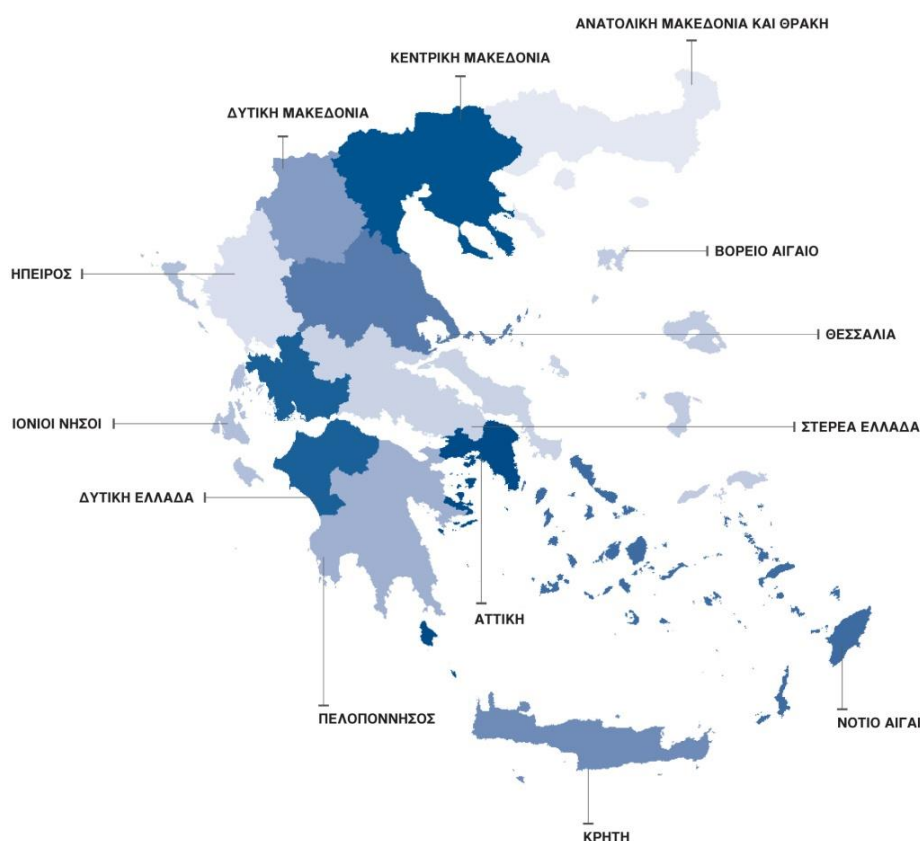 ΑΝΑΤΟΛΙΚΗ ΜΑΚΕΔΟΝΙΑ ΚΑΙ ΘΡΑΚΗ
ΚΕΝΤΡΙΚΗ ΜΑΚΕΔΟΝΙΑ
ΔΥΤΙΚΗ ΜΑΚΕΔΟΝΙΑ
ΒΟΡΕΙΟ ΑΙΓΑΙΟ
ΗΠΕΙΡΟΣ
ΘΕΣΣΑΛΙΑ
ΙΟΝΙΟΙ ΝΗΣΟΙ
ΣΤΕΡΕΑ ΕΛΛΑΔΑ
ΔΥΤΙΚΗ ΕΛΛΑΔΑ
ΑΤΤΙΚΗ
ΠΕΛΟΠΟΝΝΗΣΟΣ
ΝΟΤΙΟ ΑΙΓΑΙ
ΚΡΗΤΗ